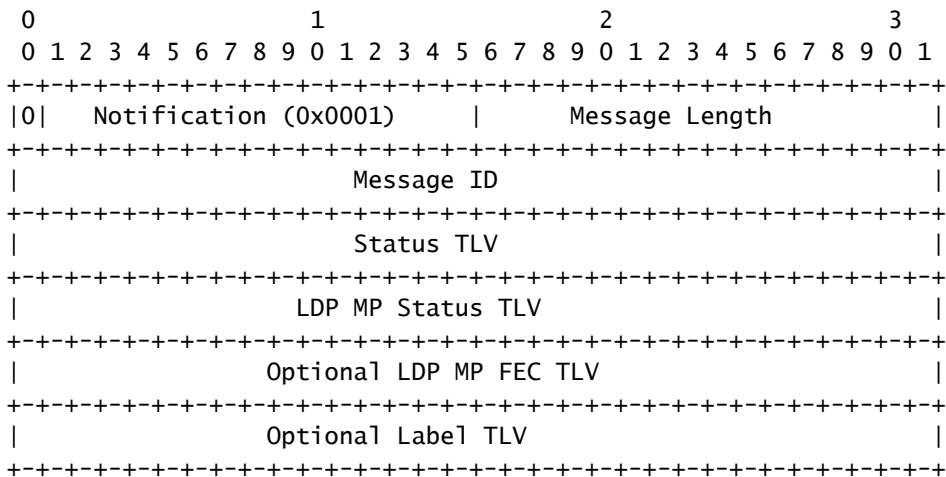 0                   1                   2                   3
 0 1 2 3 4 5 6 7 8 9 0 1 2 3 4 5 6 7 8 9 0 1 2 3 4 5 6 7 8 9 0 1
+-+-+-+-+-+-+-+-+-+-+-+-+-+-+-+-+-+-+-+-+-+-+-+-+-+-+-+-+-+-+-+-+
|0|   Notification (0x0001)     |      Message Length           |
+-+-+-+-+-+-+-+-+-+-+-+-+-+-+-+-+-+-+-+-+-+-+-+-+-+-+-+-+-+-+-+-+
|                       Message ID                              |
+-+-+-+-+-+-+-+-+-+-+-+-+-+-+-+-+-+-+-+-+-+-+-+-+-+-+-+-+-+-+-+-+
|                       Status TLV                              |
+-+-+-+-+-+-+-+-+-+-+-+-+-+-+-+-+-+-+-+-+-+-+-+-+-+-+-+-+-+-+-+-+
|                   LDP MP Status TLV                           |
+-+-+-+-+-+-+-+-+-+-+-+-+-+-+-+-+-+-+-+-+-+-+-+-+-+-+-+-+-+-+-+-+
|                 Optional LDP MP FEC TLV                       |
+-+-+-+-+-+-+-+-+-+-+-+-+-+-+-+-+-+-+-+-+-+-+-+-+-+-+-+-+-+-+-+-+
|                 Optional Label TLV                            |
+-+-+-+-+-+-+-+-+-+-+-+-+-+-+-+-+-+-+-+-+-+-+-+-+-+-+-+-+-+-+-+-+